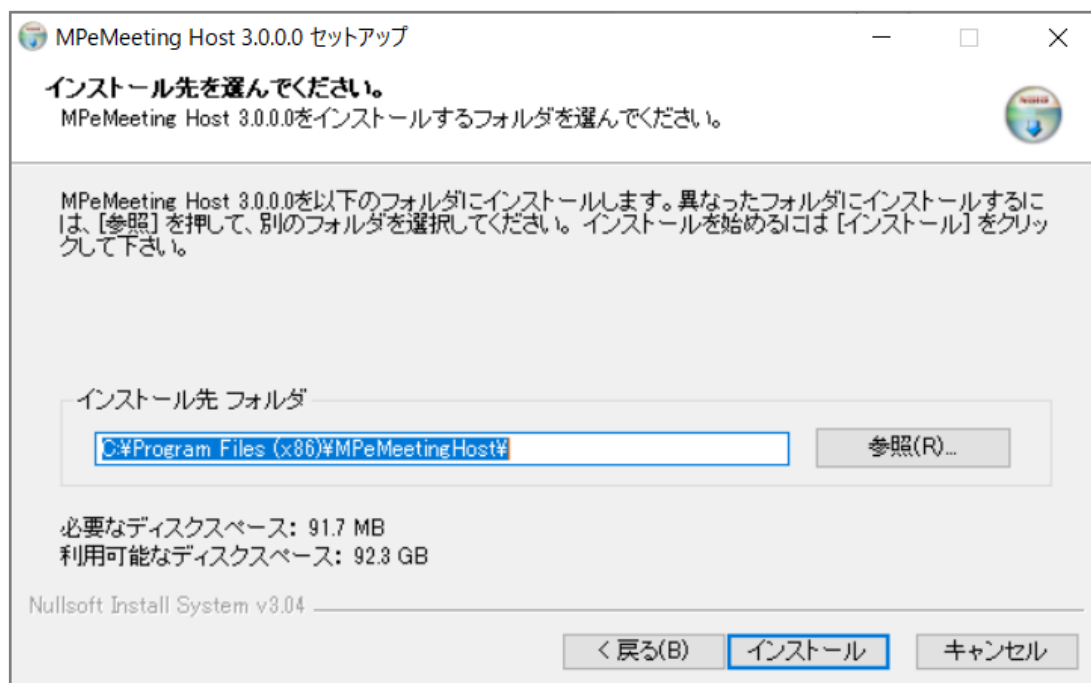 MPeMeeting Host 3.0.0.0 セットアップ
インストール先を選んでください。
MPeMeeting Host 3.0.0.0をインストールするフォルダを選んでください。
MPeMeeting Host 3.0.0.0を以下のフォルダにインストールします。異なったフォルダにインストールするに
は、[参照] を押して、別のフォルダを選択してください。 インストールを始めるには [インストール] をクリッ
クして下さい。
インストール先 フォルダ
C:¥Program Files (x86)¥MPeMeetingHost¥
参照(R)...
必要なディスクスペース: 91.7 MB
利用可能なディスクスペース: 92.3 GB
Nullsoft Install System v3.04
< 戻る(B)
インストール
キャンセル